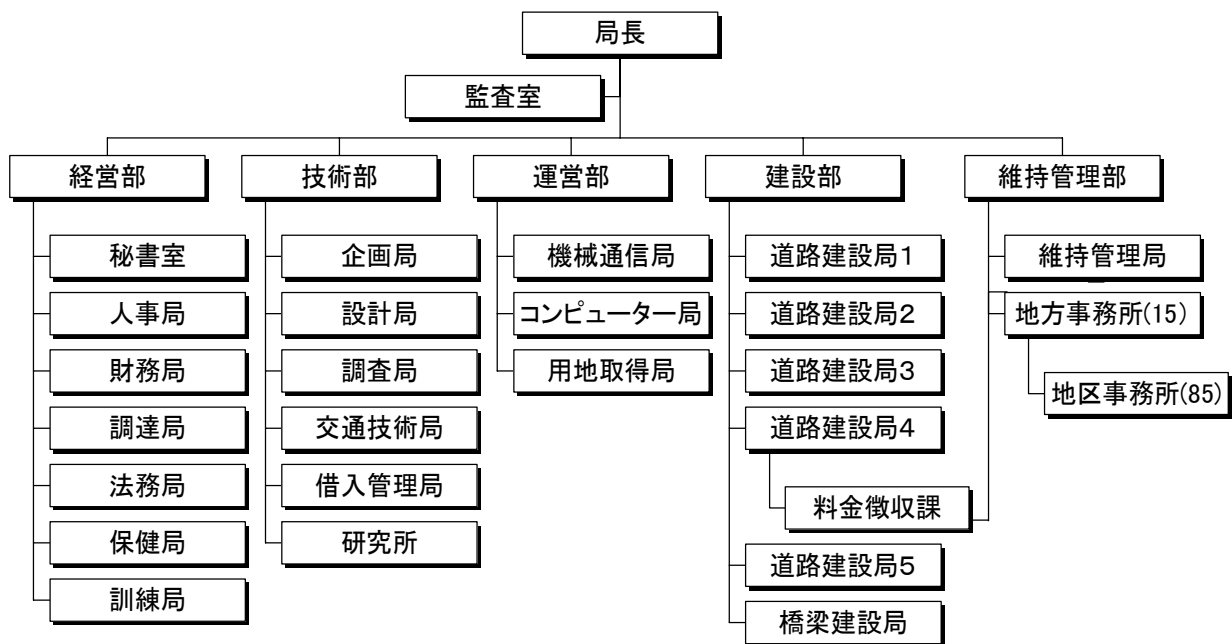 局長
監査室
経営部
技術部
運営部
建設部
維持管理部
秘書室
人事局
財務局
調達局
法務局
保健局
訓練局
企画局
設計局
調査局
交通技術局
借入管理局
研究所
機械通信局
コンピューター局
用地取得局
道路建設局1
道路建設局2
道路建設局3
道路建設局4
料金徴収課
道路建設局5
橋梁建設局
維持管理局
地方事務所(15)
地区事務所(85)